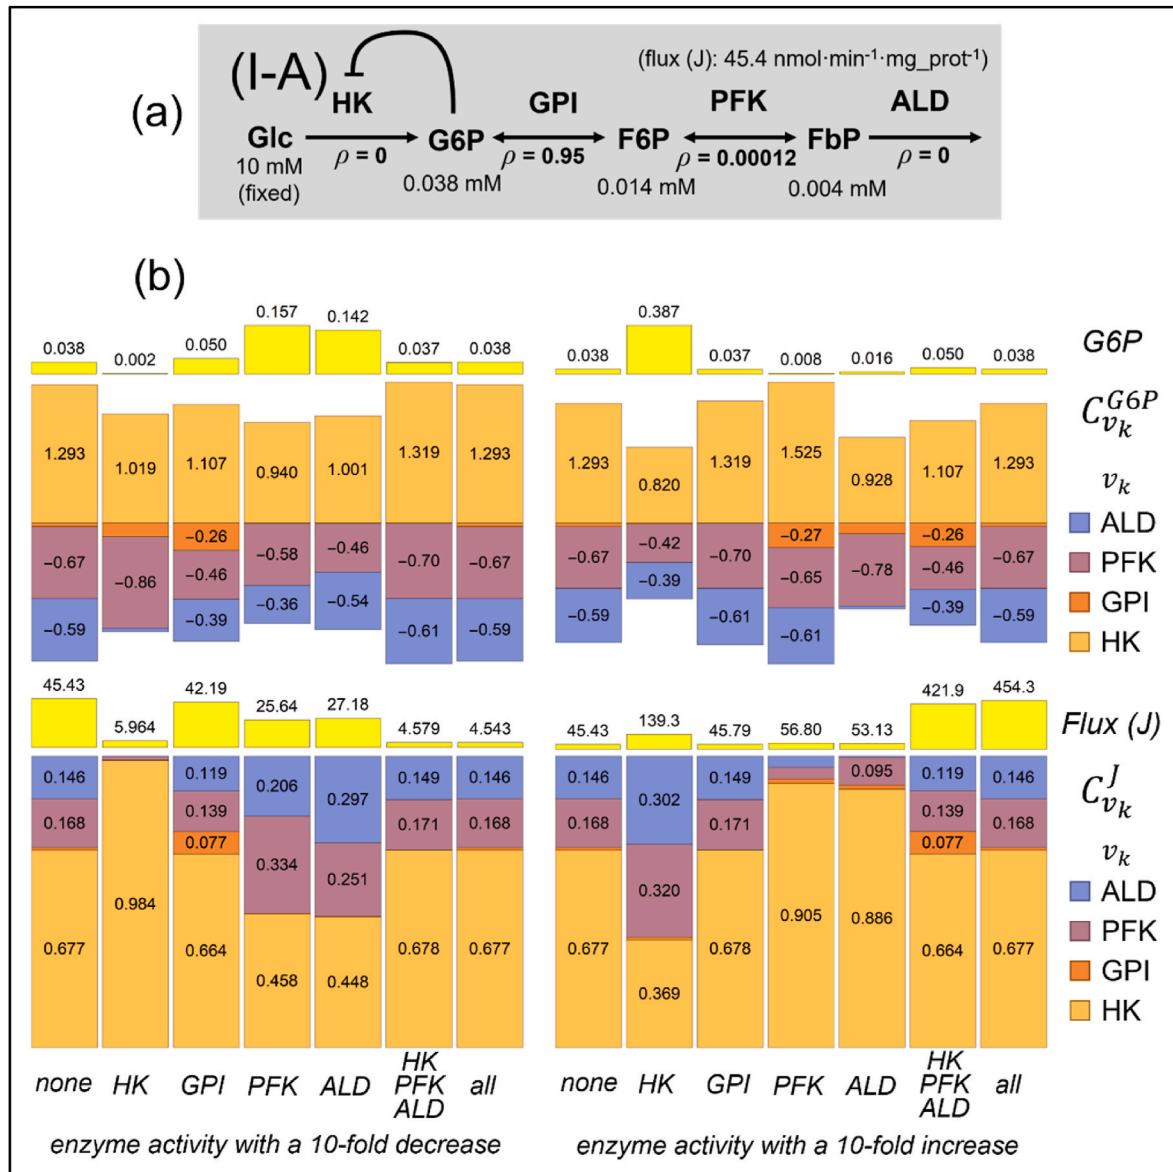 (a)
(I-A)
(flux (J): 45.4 nmol·min⁻¹·mg_prot⁻¹)
HK GPI PFK ALD
Glc G6P F6P FbP
ρ = 0 ρ = 0.95 ρ = 0.00012 ρ = 0
10 mM
(fixed)
0.038 mM 0.014 mM 0.004 mM
(b)
0.038 0.002 0.050 0.157 0.142 0.037 0.038
1.293 1.019 1.107 0.940 1.001 1.319 1.293
−0.26
−0.67 −0.86 −0.46 −0.58 −0.46 −0.70 −0.67
−0.59 −0.39 −0.36 −0.54 −0.61 −0.59
0.038 0.387 0.037 0.008 0.016 0.050 0.038
1.293 0.820 1.319 1.525 0.928 1.107 1.293
−0.27 −0.26
−0.67 −0.42 −0.70 −0.65 −0.78 −0.46 −0.67
−0.59 −0.39 −0.61 −0.61 −0.39 −0.59
G6P
C^{G6P}_{v_k}
v_k
ALD
PFK
GPI
HK
45.43 5.964 42.19 25.64 27.18 4.579 4.543
0.146 0.119 0.206 0.297 0.149 0.146
0.168 0.139 0.334 0.251 0.171 0.168
0.077
0.677 0.984 0.664 0.458 0.448 0.678 0.677
45.43 139.3 45.79 56.80 53.13 421.9 454.3
0.146 0.302 0.149 0.095 0.119 0.146
0.168 0.320 0.171 0.139 0.168
0.077
0.677 0.369 0.678 0.905 0.886 0.664 0.677
Flux (J)
C^{J}_{v_k}
v_k
ALD
PFK
GPI
HK
none HK GPI PFK ALD HK PFK ALD all
enzyme activity with a 10-fold decrease
none HK GPI PFK ALD HK PFK ALD all
enzyme activity with a 10-fold increase